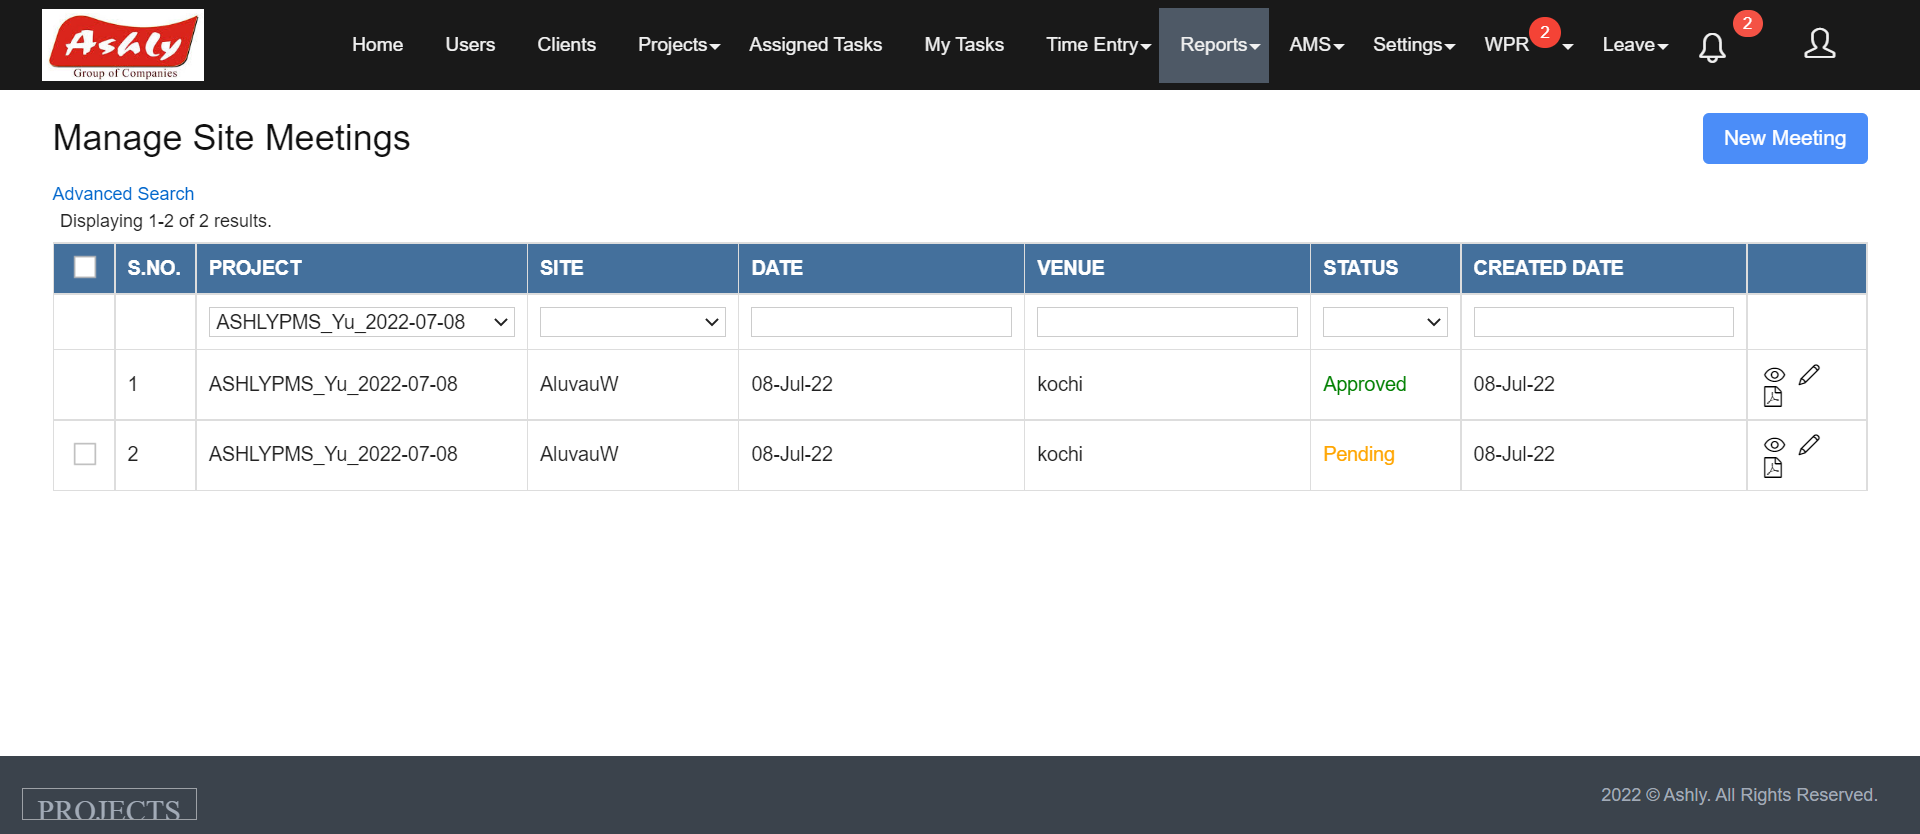 Ashly
Group of Companies
Home Users Clients Projects Assigned Tasks My Tasks Time Entry Reports AMS Settings WPR 2 Leave 2
Manage Site Meetings
New Meeting
Advanced Search
Displaying 1-2 of 2 results.
S.NO. PROJECT SITE DATE VENUE STATUS CREATED DATE
ASHLYPMS_Yu_2022-07-08
1 ASHLYPMS_Yu_2022-07-08 AluvauW 08-Jul-22 kochi Approved 08-Jul-22
2 ASHLYPMS_Yu_2022-07-08 AluvauW 08-Jul-22 kochi Pending 08-Jul-22
PROJECTS
2022 © Ashly. All Rights Reserved.